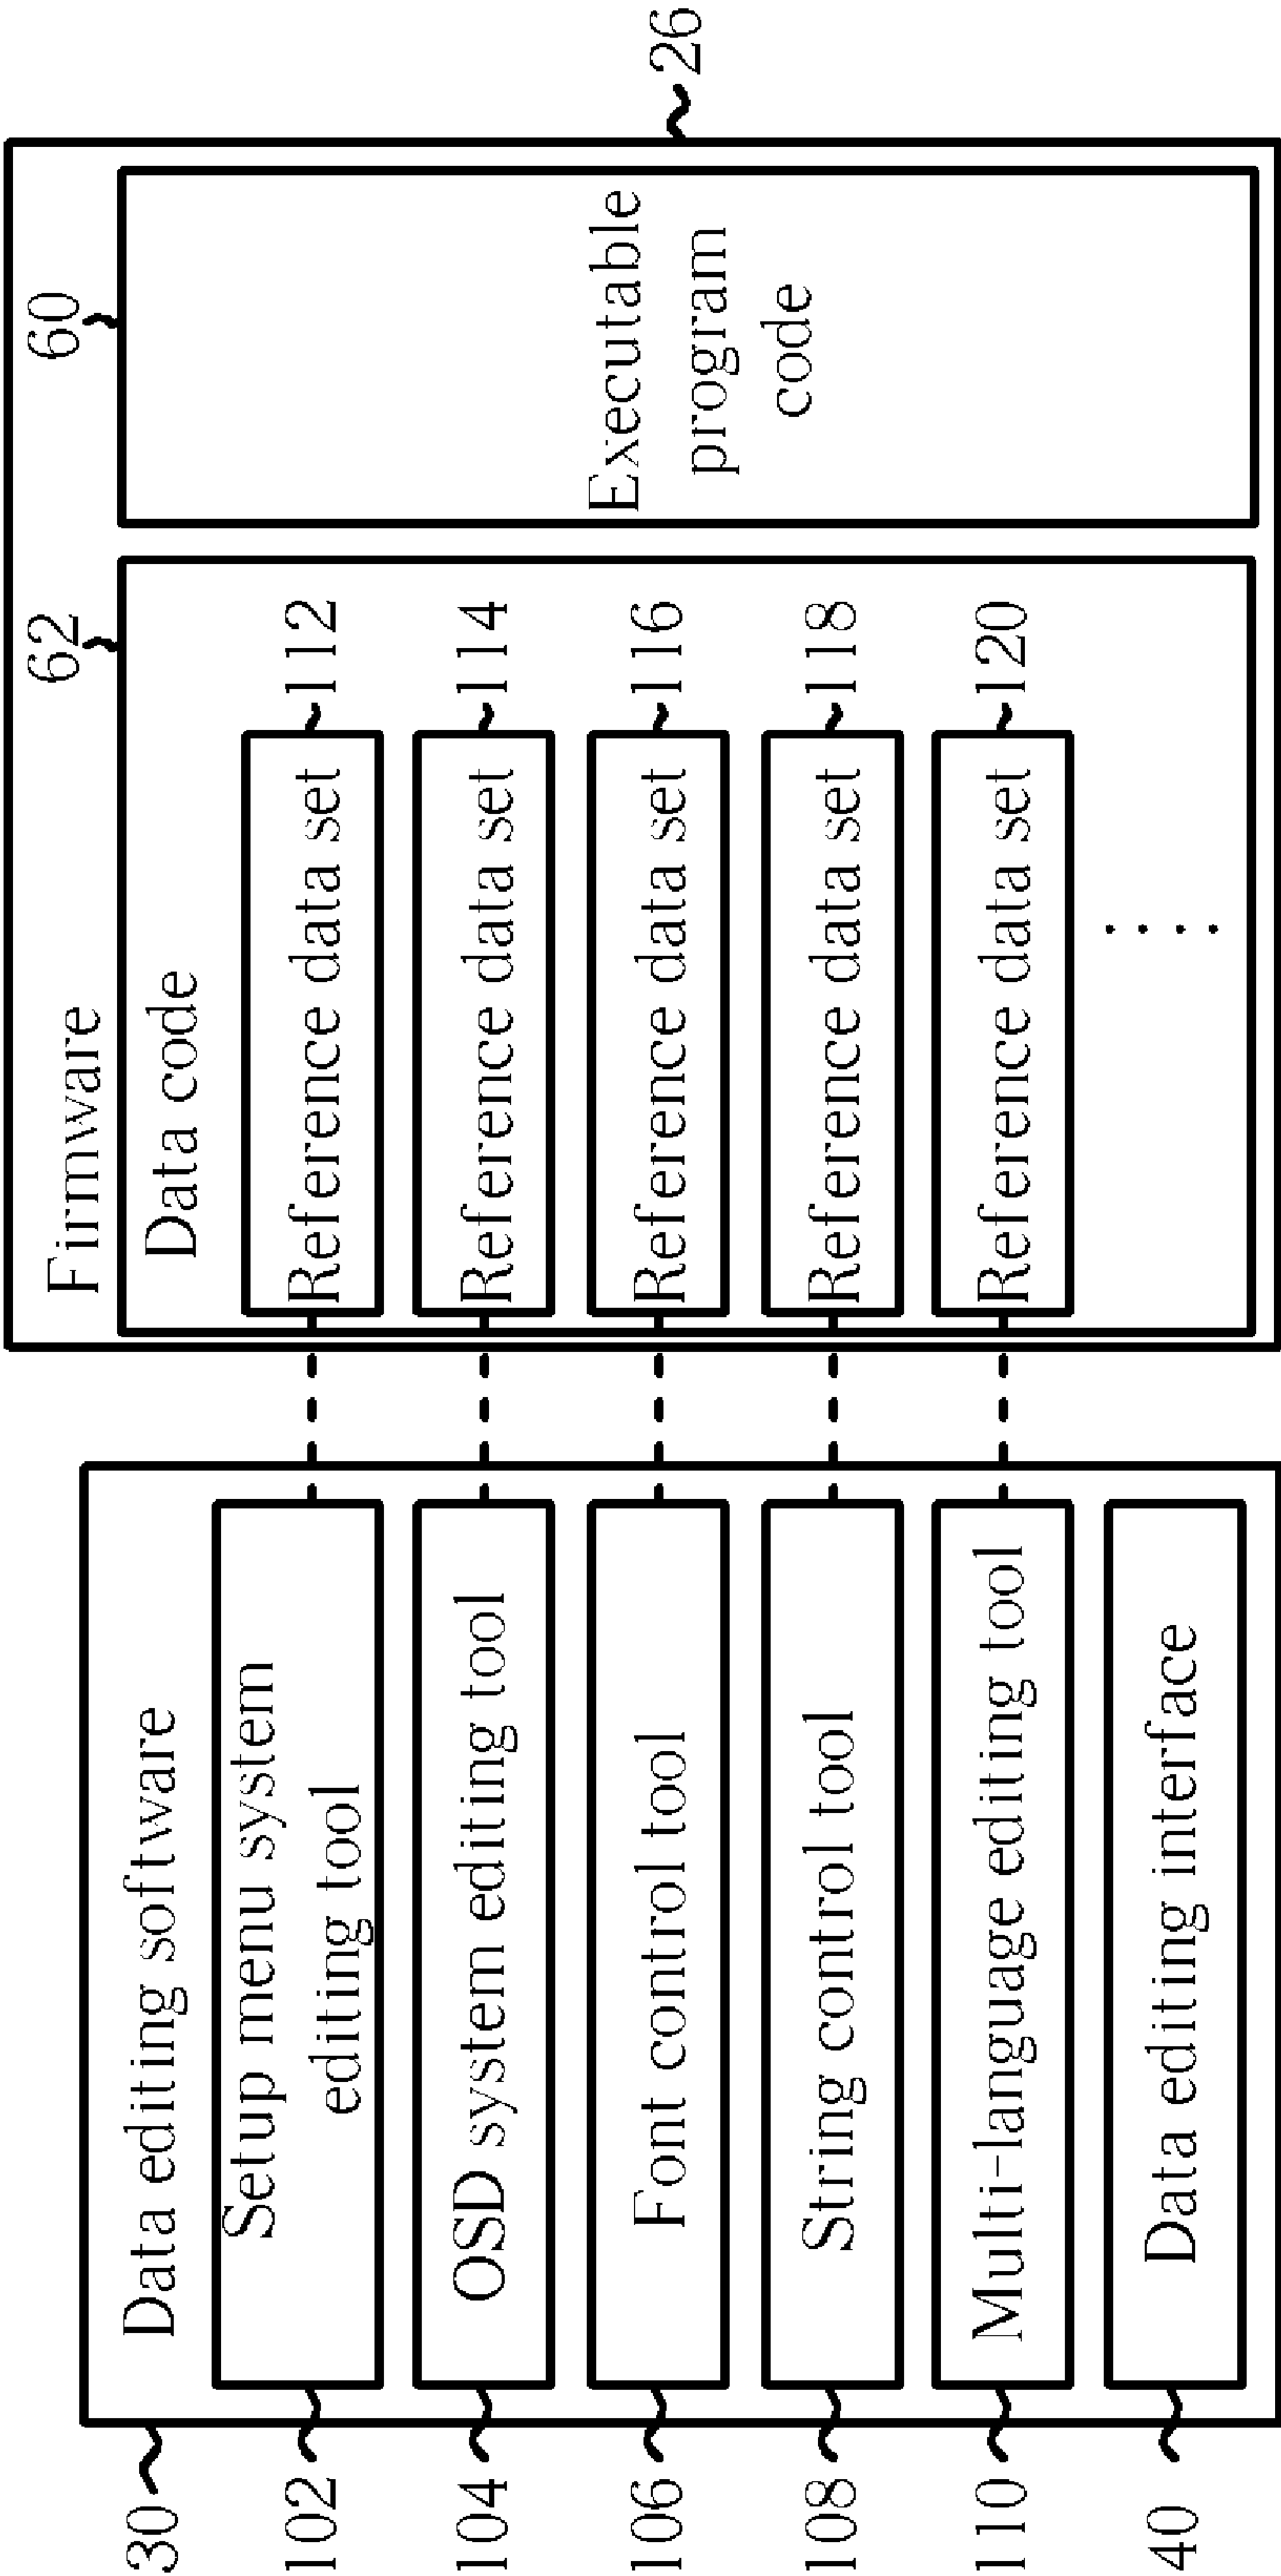 Firmware
62
60
30
Data editing software
Data code
102
Setup menu system
editing tool
Reference data set
112
104
OSD system editing tool
Reference data set
114
106
Font control tool
Reference data set
116
Executable
program
code
26
108
String control tool
Reference data set
118
110
Multi-language editing tool
Reference data set
120
40
Data editing interface